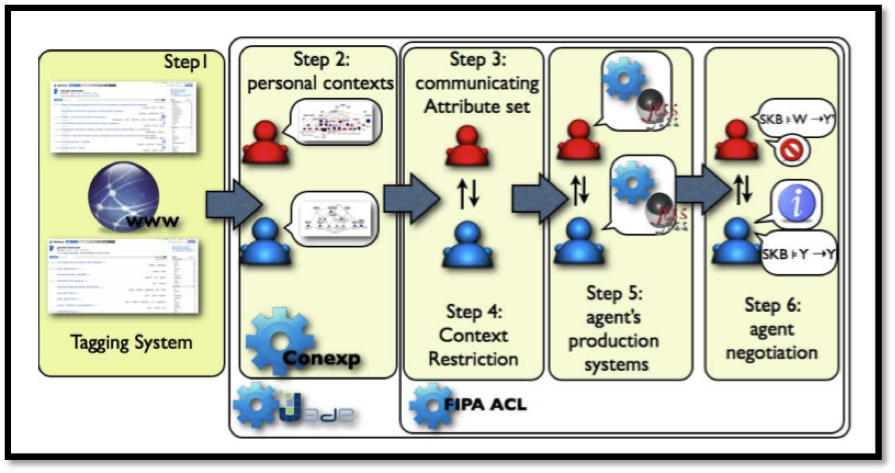 Step1
WWW
Tagging System
Step 2:
personal contexts
Conexp
Jade
Step 3:
communicating
Attribute set
Step 4:
Context
Restriction
FIPA ACL
Jess
Jess
Step 5:
agent's
production
systems
SKB ⊧ W → Y'
i
SKB ⊧ Y → Y'
Step 6:
agent
negotiation